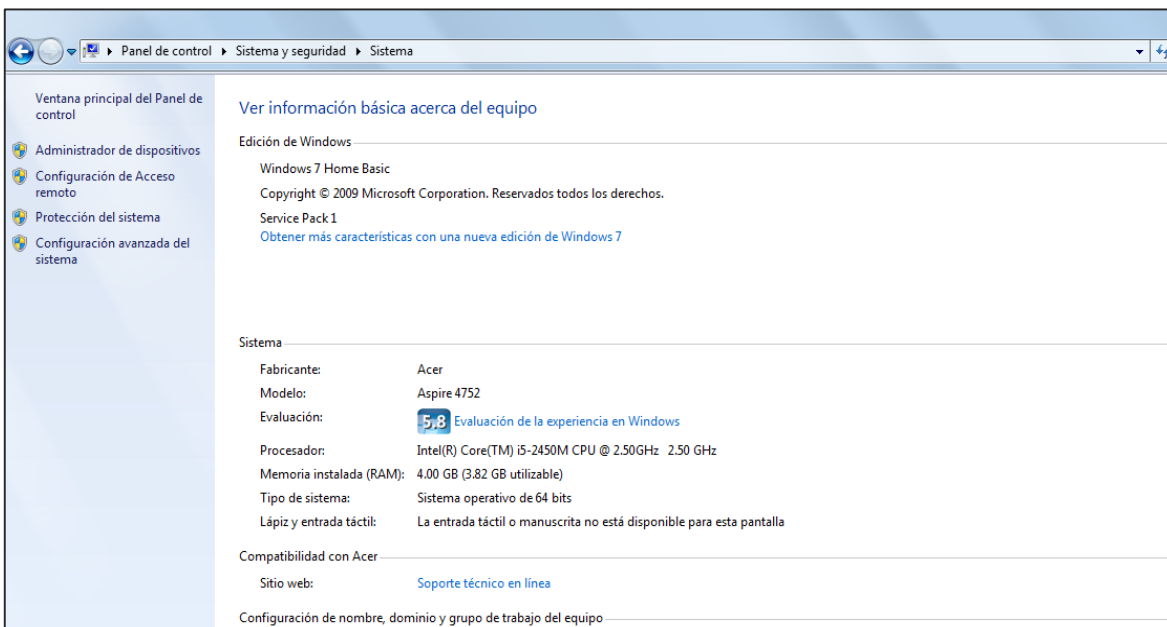 Panel de control ▸ Sistema y seguridad ▸ Sistema
Ventana principal del Panel de
control
Administrador de dispositivos
Configuración de Acceso
remoto
Protección del sistema
Configuración avanzada del
sistema
Ver información básica acerca del equipo
Edición de Windows
Windows 7 Home Basic
Copyright © 2009 Microsoft Corporation. Reservados todos los derechos.
Service Pack 1
Obtener más características con una nueva edición de Windows 7
Sistema
Fabricante: Acer
Modelo: Aspire 4752
Evaluación: 5,8 Evaluación de la experiencia en Windows
Procesador: Intel(R) Core(TM) i5-2450M CPU @ 2.50GHz 2.50 GHz
Memoria instalada (RAM): 4.00 GB (3.82 GB utilizable)
Tipo de sistema: Sistema operativo de 64 bits
Lápiz y entrada táctil: La entrada táctil o manuscrita no está disponible para esta pantalla
Compatibilidad con Acer
Sitio web: Soporte técnico en línea
Configuración de nombre, dominio y grupo de trabajo del equipo